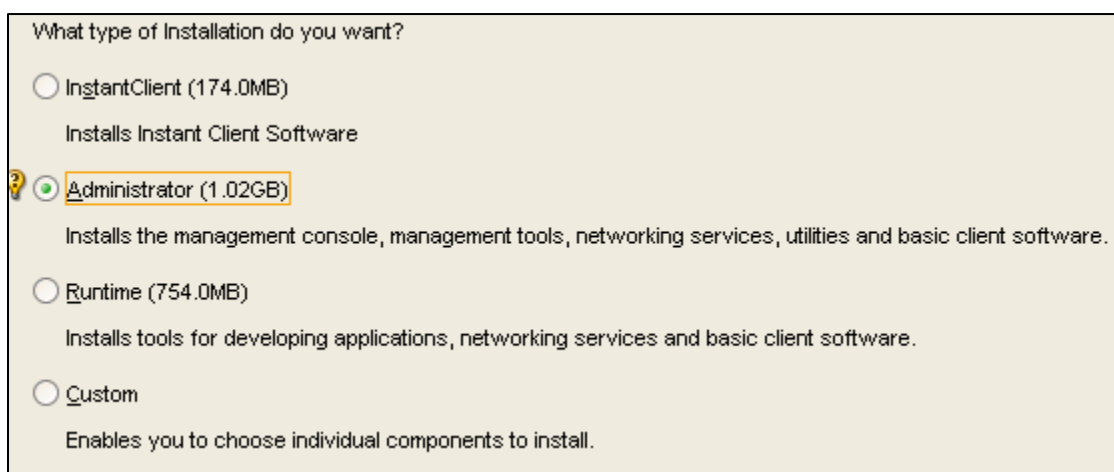 What type of Installation do you want?
InstantClient (174.0MB)
Installs Instant Client Software
Administrator (1.02GB)
Installs the management console, management tools, networking services, utilities and basic client software.
Runtime (754.0MB)
Installs tools for developing applications, networking services and basic client software.
Custom
Enables you to choose individual components to install.